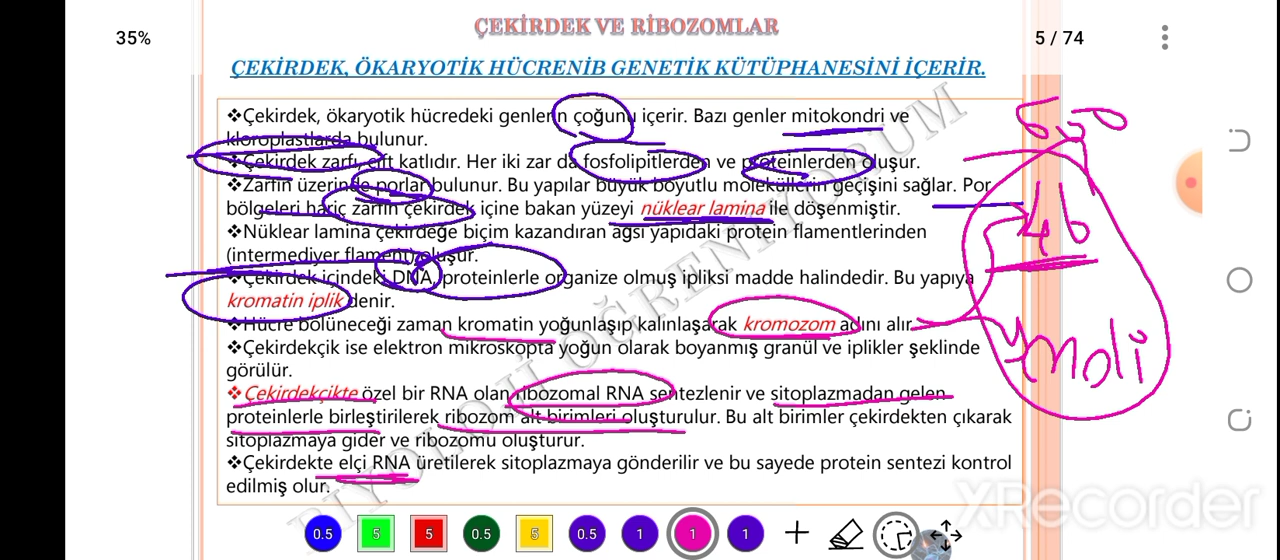 ÇEKİRDEK VE RİBOZOMLAR
35%
5 / 74
ÇEKİRDEK, ÖKARYOTİK HÜCRENİB GENETİK KÜTÜPHANESİNİ İÇERİR.
❖Çekirdek, ökaryotik hücredeki genlerin çoğunu içerir. Bazı genler mitokondri ve
kloroplastlarda bulunur.
❖Çekirdek zarfı, çift katlıdır. Her iki zar da fosfolipitlerden ve proteinlerden oluşur.
❖Zarfın üzerinde porlar bulunur. Bu yapılar büyük boyutlu moleküllerin geçişini sağlar. Por
bölgeleri hariç zarfın çekirdek içine bakan yüzeyi nüklear lamina ile döşenmiştir.
❖Nüklear lamina çekirdeğe biçim kazandıran ağsı yapıdaki protein flamentlerinden
(intermediyer flament) oluşur.
❖Çekirdek içindeki DNA, proteinlerle organize olmuş ipliksi madde halindedir. Bu yapıya
kromatin iplik denir.
❖Hücre bölüneceği zaman kromatin yoğunlaşıp kalınlaşarak kromozom adını alır.
❖Çekirdekçik ise elektron mikroskopta yoğun olarak boyanmış granül ve iplikler şeklinde
görülür.
❖Çekirdekçikte özel bir RNA olan ribozomal RNA sentezlenir ve sitoplazmadan gelen
proteinlerle birleştirilerek ribozom alt birimleri oluşturulur. Bu alt birimler çekirdekten çıkarak
sitoplazmaya gider ve ribozomu oluşturur.
❖Çekirdekte elçi RNA üretilerek sitoplazmaya gönderilir ve bu sayede protein sentezi kontrol
edilmiş olur.
46
BİYOLOJİ ÖĞRENİYORUM
XRecorder
0.5 5 5 0.5 5 0.5 1 1 1